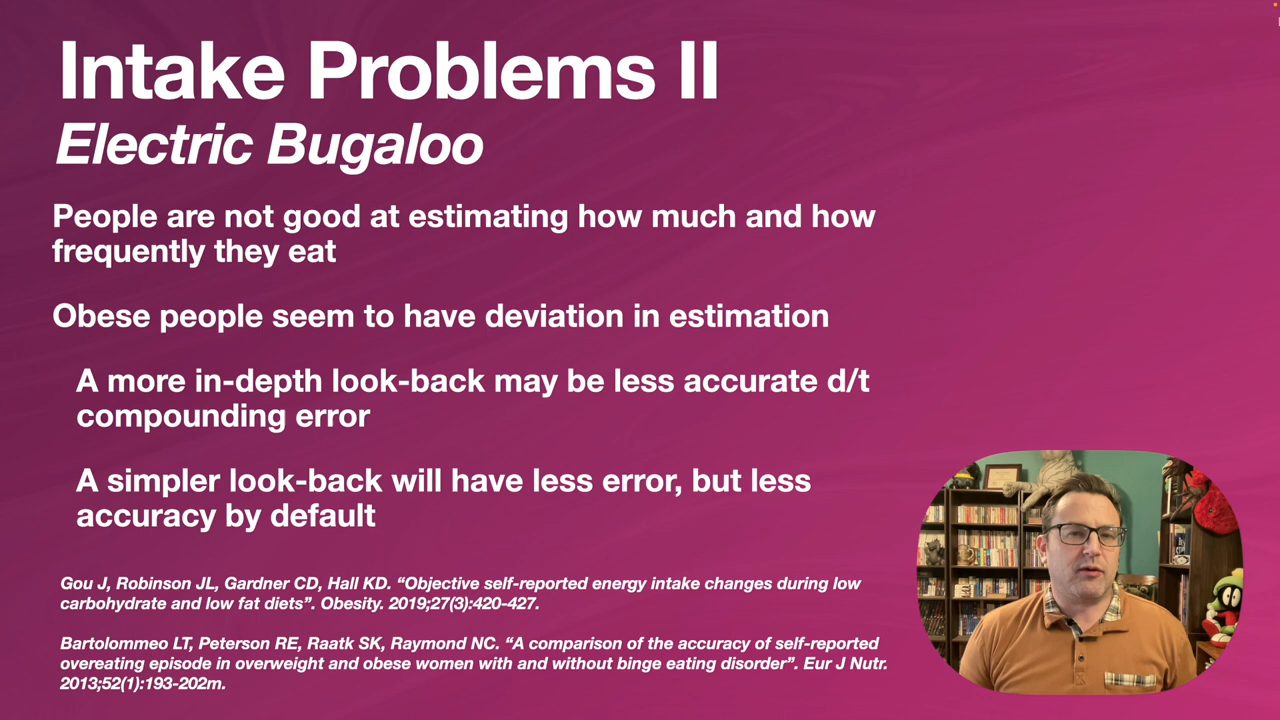 Intake Problems II
Electric Bugaloo
People are not good at estimating how much and how
frequently they eat
Obese people seem to have deviation in estimation
A more in-depth look-back may be less accurate d/t
compounding error
A simpler look-back will have less error, but less
accuracy by default
Gou J, Robinson JL, Gardner CD, Hall KD. “Objective self-reported energy intake changes during low
carbohydrate and low fat diets”. Obesity. 2019;27(3):420-427.
Bartolommeo LT, Peterson RE, Raatk SK, Raymond NC. “A comparison of the accuracy of self-reported
overeating episode in overweight and obese women with and without binge eating disorder”. Eur J Nutr.
2013;52(1):193-202m.